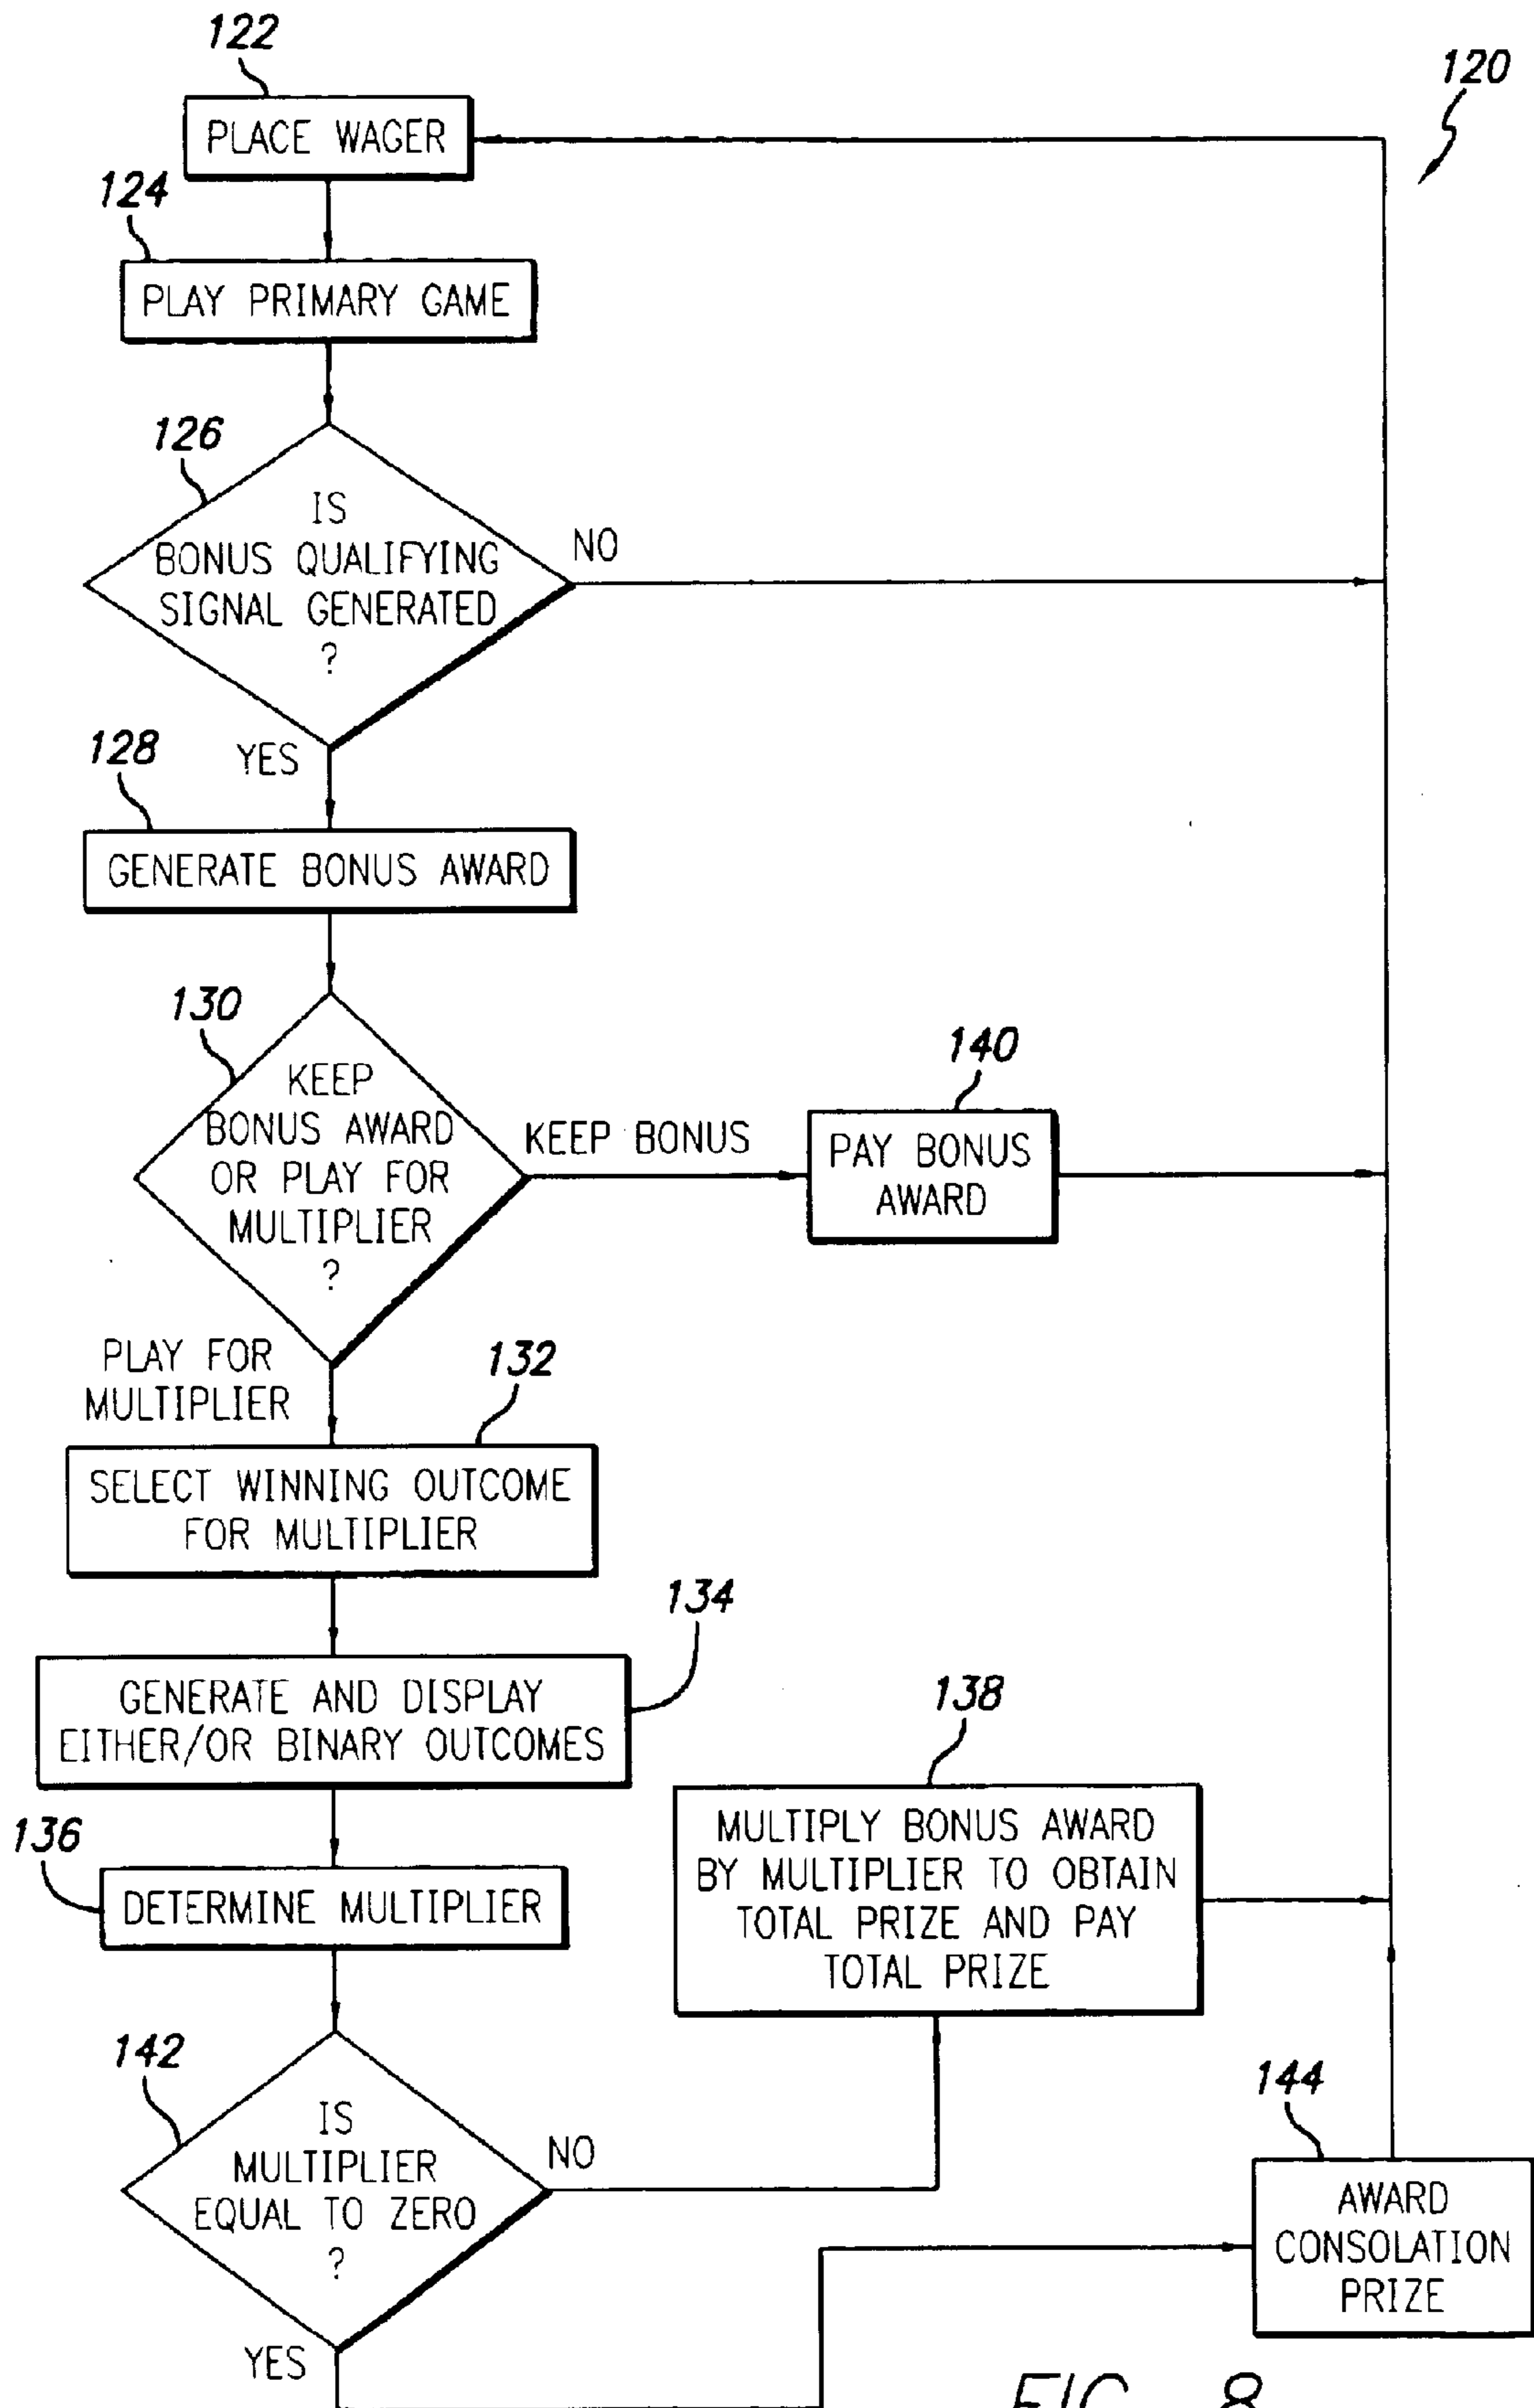 122
120
PLACE WAGER
124
PLAY PRIMARY GAME
126
IS
BONUS QUALIFYING
SIGNAL GENERATED
?
NO
YES
128
GENERATE BONUS AWARD
130
KEEP
BONUS AWARD
OR PLAY FOR
MULTIPLIER
?
KEEP BONUS
140
PAY BONUS
AWARD
PLAY FOR
MULTIPLIER
132
SELECT WINNING OUTCOME
FOR MULTIPLIER
134
GENERATE AND DISPLAY
EITHER/OR BINARY OUTCOMES
136
DETERMINE MULTIPLIER
138
MULTIPLY BONUS AWARD
BY MULTIPLIER TO OBTAIN
TOTAL PRIZE AND PAY
TOTAL PRIZE
142
IS
MULTIPLIER
EQUAL TO ZERO
?
NO
YES
144
AWARD
CONSOLATION
PRIZE
FIG. 8